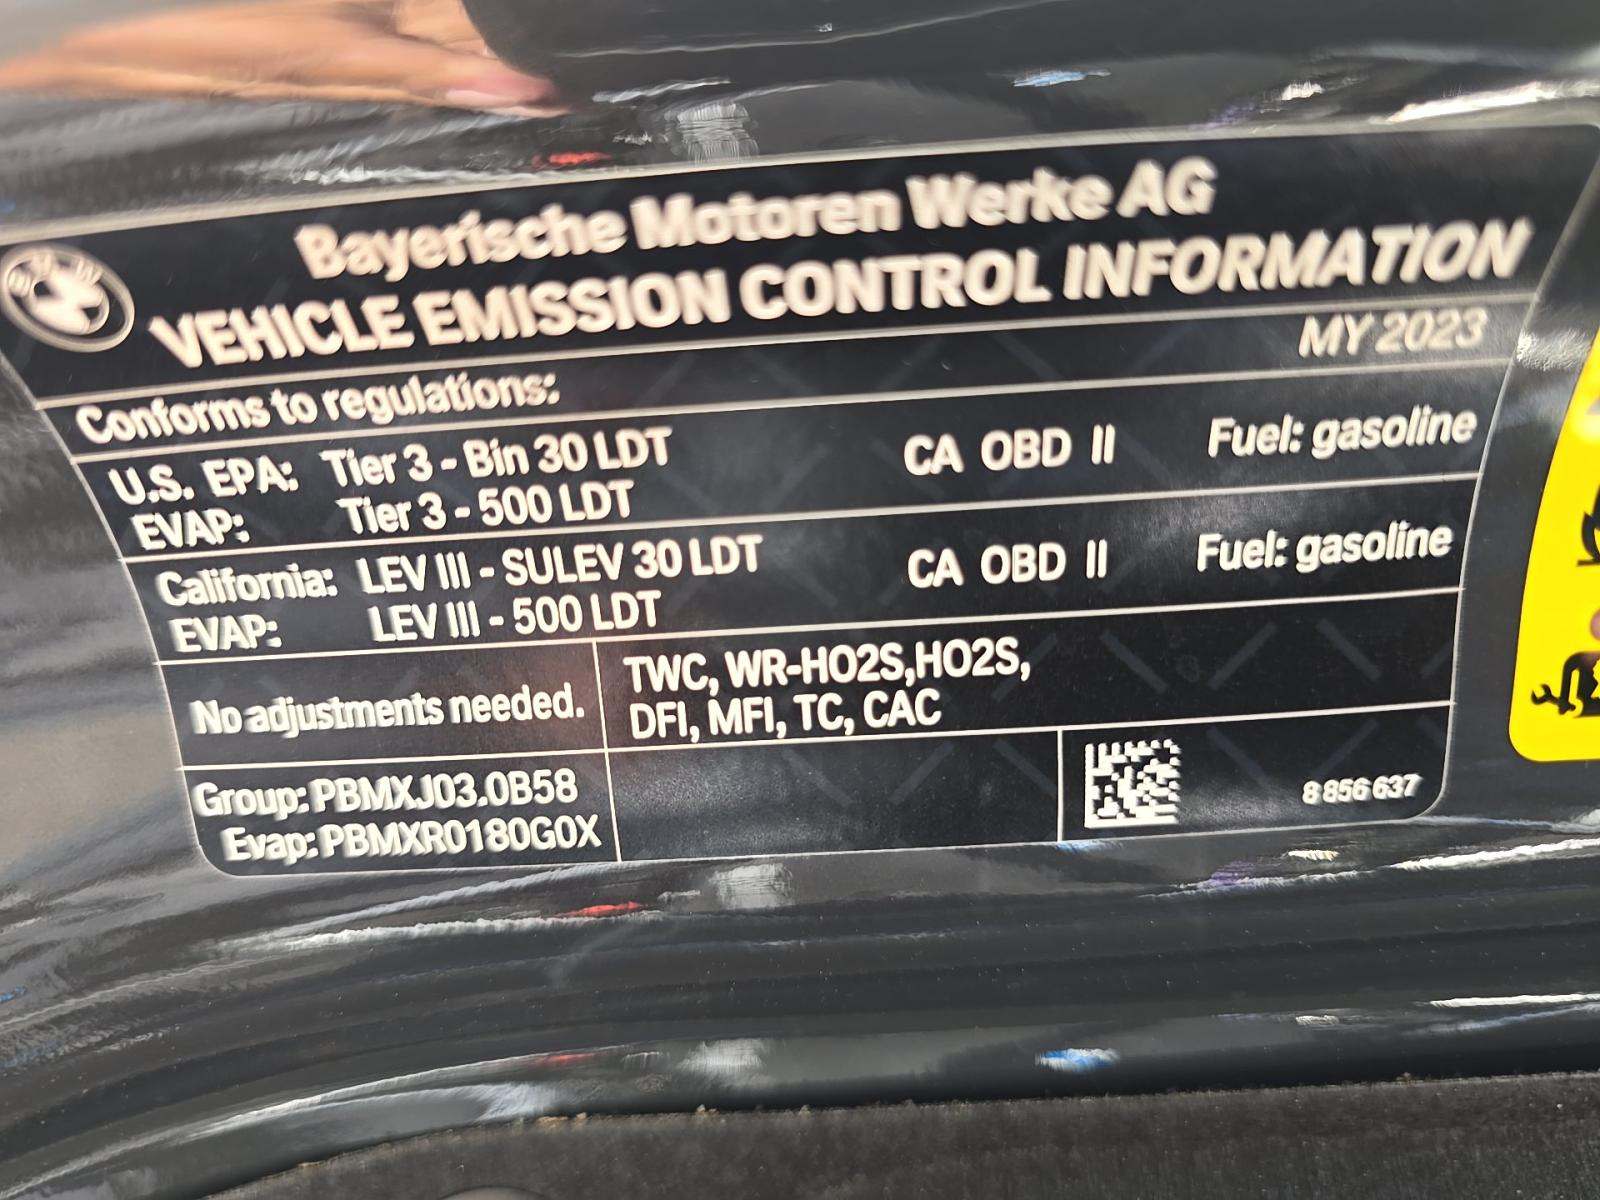 BMW
Bayerische Motoren Werke AG
VEHICLE EMISSION CONTROL INFORMATION
MY 2023
Conforms to regulations:
U.S. EPA: Tier 3 - Bin 30 LDT CA OBD II Fuel: gasoline
EVAP: Tier 3 - 500 LDT
California: LEV III - SULEV 30 LDT CA OBD II Fuel: gasoline
EVAP: LEV III - 500 LDT
No adjustments needed.
TWC, WR-HO2S,HO2S,
DFI, MFI, TC, CAC
Group: PBMXJ03.0B58
Evap: PBMXR0180G0X
8 856 637